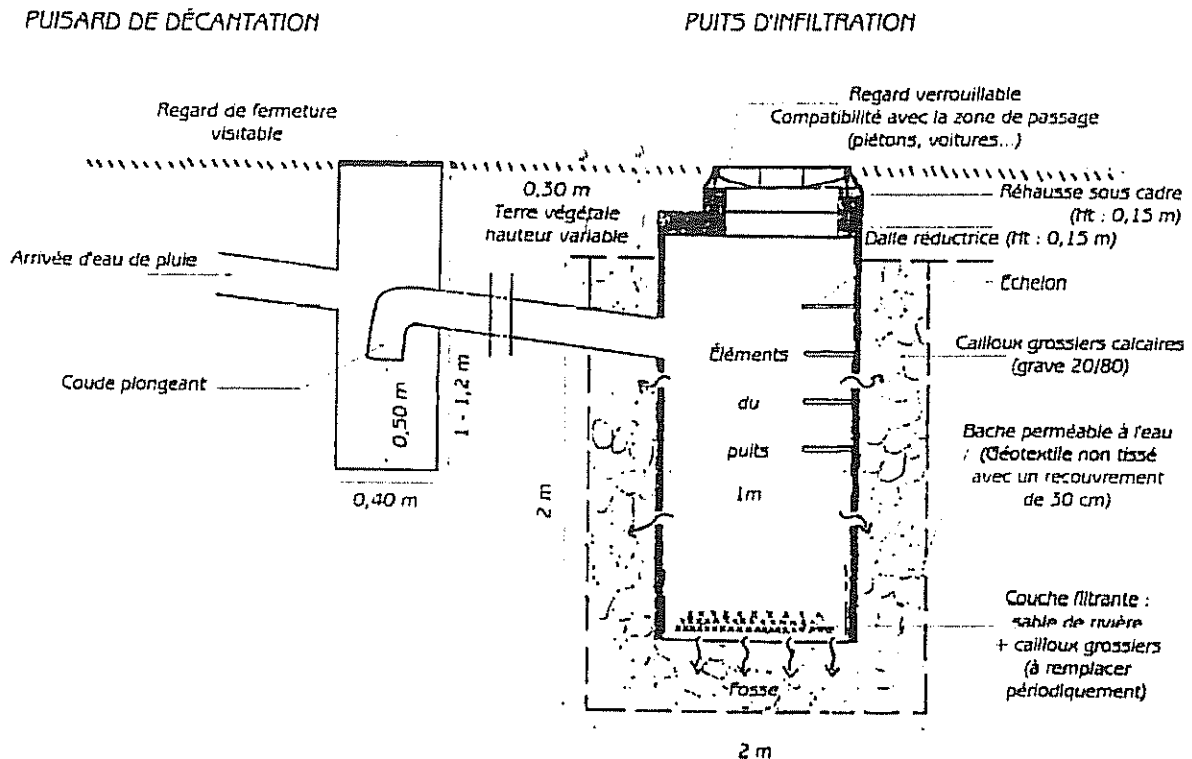 PUISARD DE DÉCANTATION
PUITS D'INFILTRATION
Regard de fermeture
visitable
Regard verrouillable
Compatibilité avec la zone de passage
(piétons, voitures...)
0,30 m
Terre végétale
hauteur variable
Réhausse sous cadre
(Ht : 0,15 m)
Dalle réductrice (Ht : 0,15 m)
Arrivée d'eau de pluie
Échelon
Coude plongeant
0,50 m
1 - 1,2 m
0,40 m
2 m
Éléments
du
puits
1m
Cailloux grossiers calcaires
(grave 20/80)
Bache perméable à l'eau
(Géotextile non tissé
avec un recouvrement
de 30 cm)
Couche filtrante :
sable de rivière
+ cailloux grossiers
(à remplacer
périodiquement)
Fosse
2 m